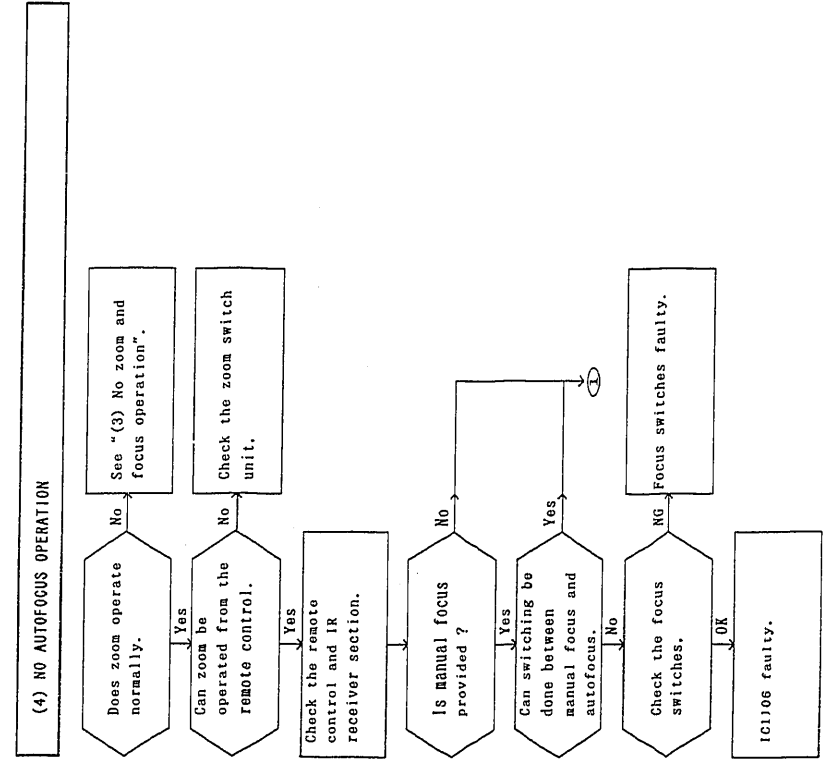 (4) NO AUTOFOCUS OPERATION
Does zoom operate
normally.
No
See "(3) No zoom and
focus operation".
Yes
Can zoom be
operated from the
remote control.
No
Check the zoom switch
unit.
Yes
Check the remote
control and IR
receiver section.
Is manual focus
provided ?
No
Yes
Can switching be
done between
manual focus and
autofocus.
Yes
1
No
Check the focus
switches.
NG
Focus switches faulty.
OK
IC1106 faulty.